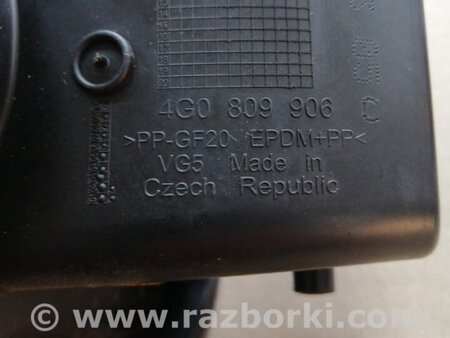 4G0 809 906 C
>PP-GF20< >EPDM+PP<
VG5 Made in
Czech Republic
© www.razborki.com